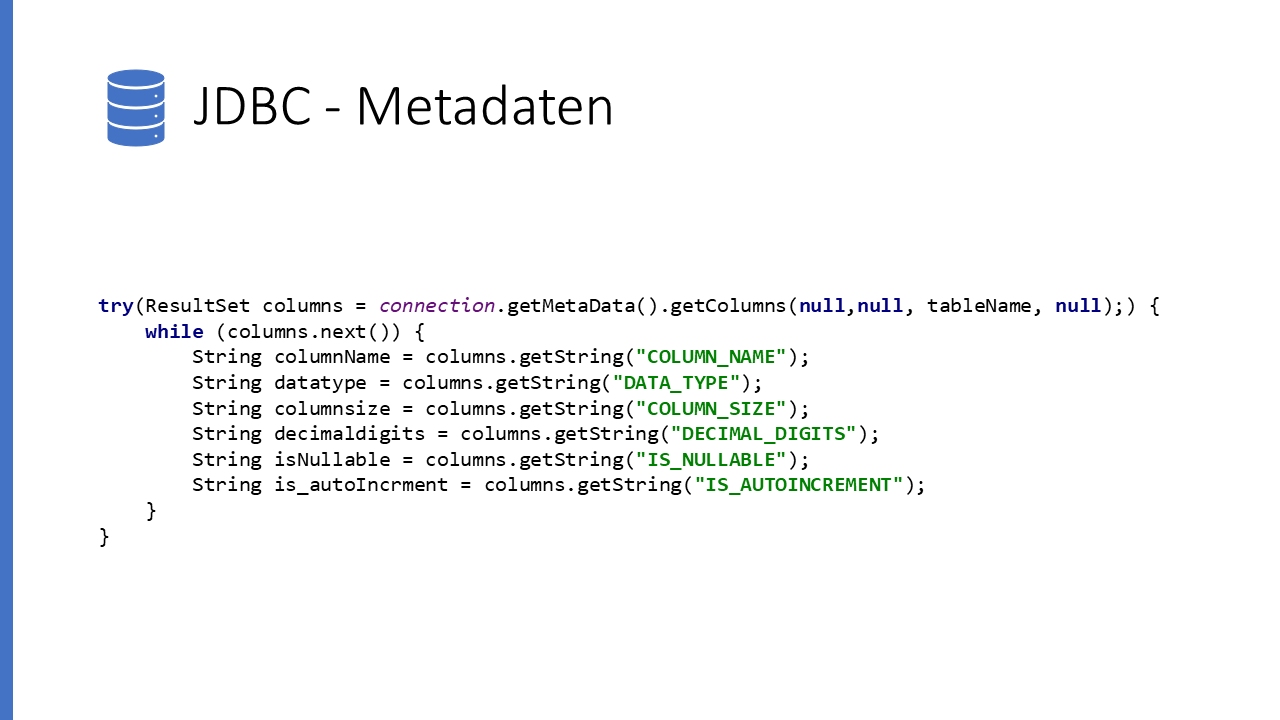 JDBC - Metadaten
try(ResultSet columns = connection.getMetaData().getColumns(null,null, tableName, null);) {
    while (columns.next()) {
        String columnName = columns.getString("COLUMN_NAME");
        String datatype = columns.getString("DATA_TYPE");
        String columnsize = columns.getString("COLUMN_SIZE");
        String decimaldigits = columns.getString("DECIMAL_DIGITS");
        String isNullable = columns.getString("IS_NULLABLE");
        String is_autoIncrment = columns.getString("IS_AUTOINCREMENT");
    }
}